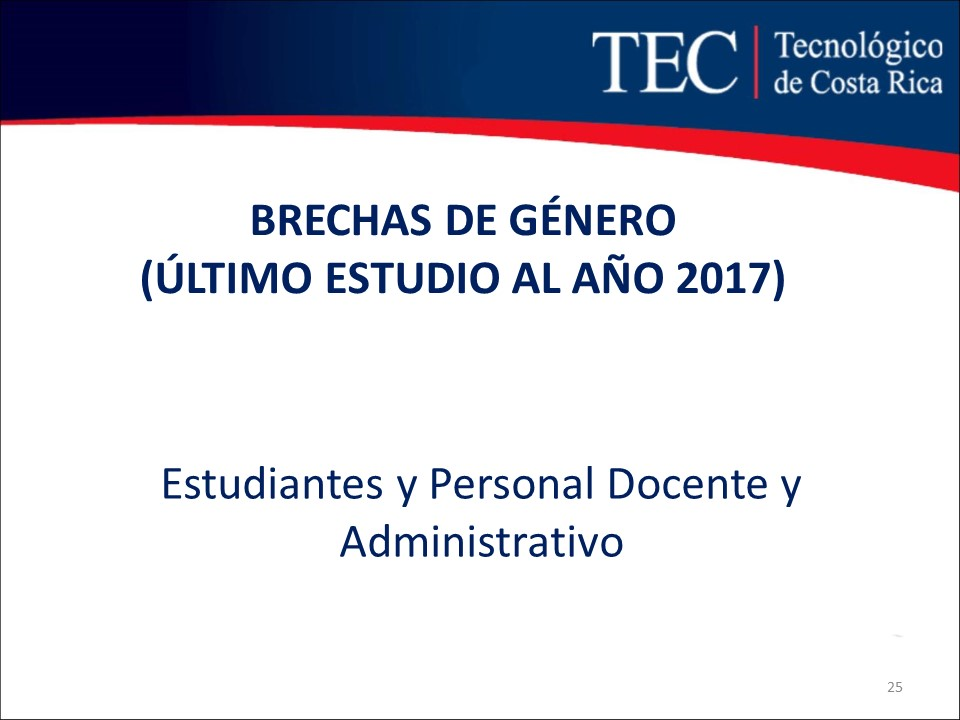 TEC
Tecnológico
de Costa Rica
BRECHAS DE GÉNERO
(ÚLTIMO ESTUDIO AL AÑO 2017)
Estudiantes y Personal Docente y
Administrativo
25